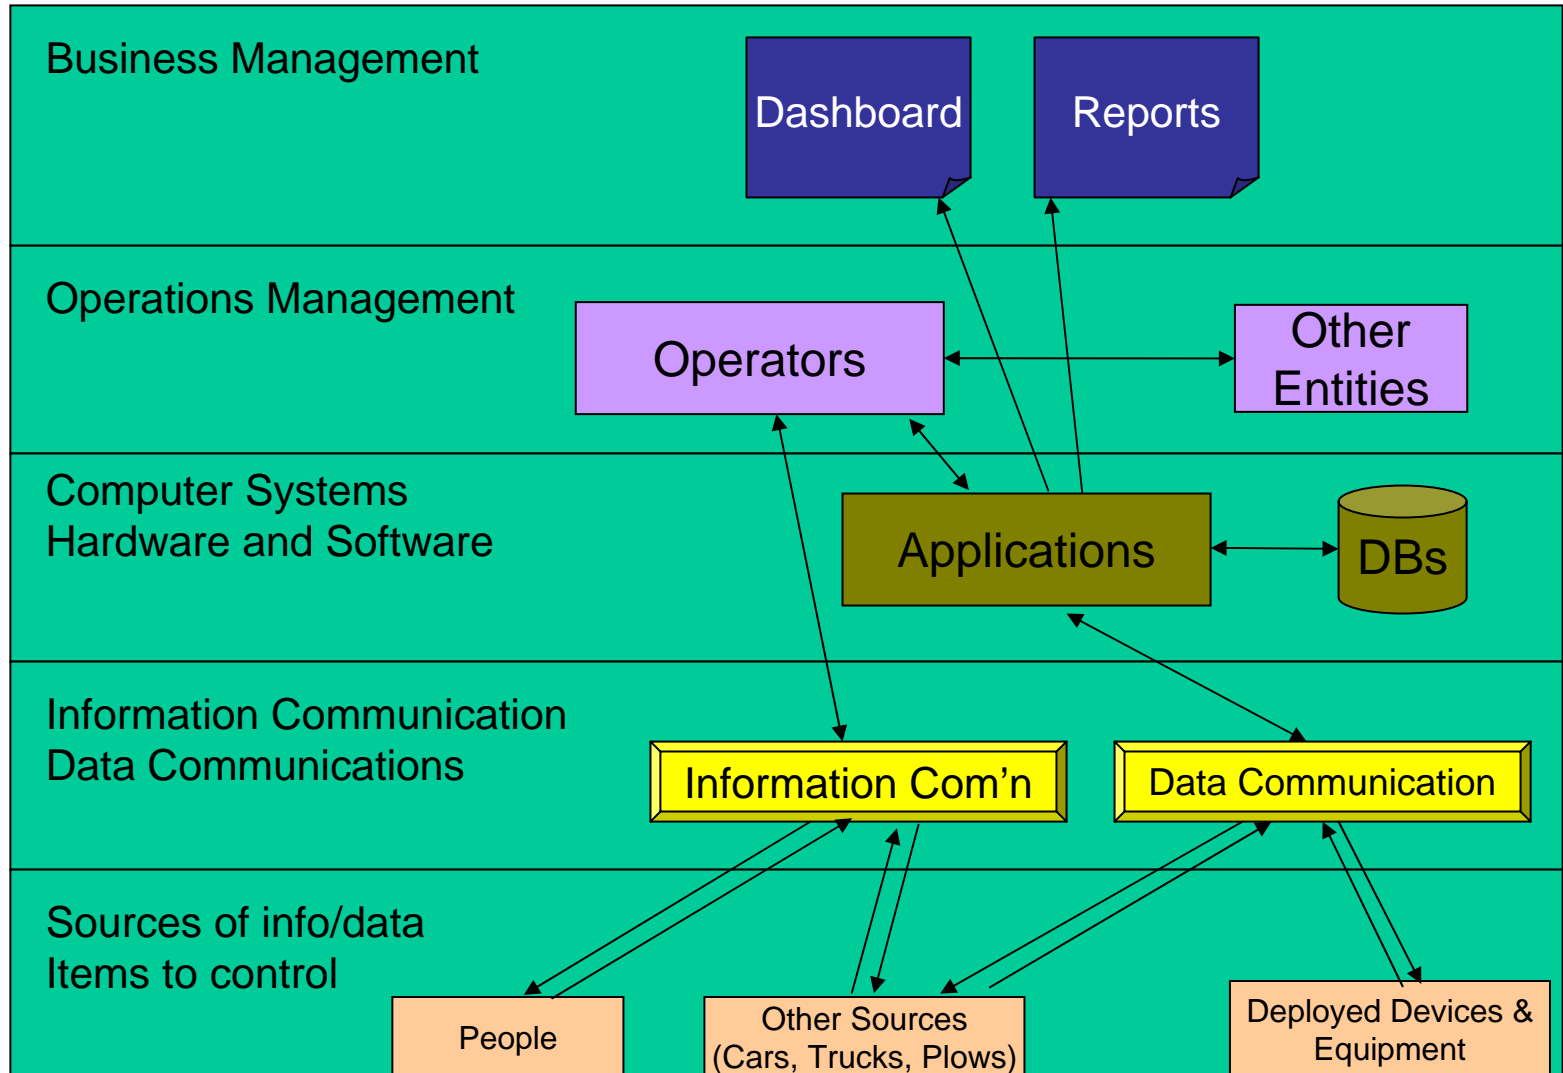 Business Management
Dashboard
Reports
Operations Management
Operators
Other
Entities
Computer Systems
Hardware and Software
Applications
DBs
Information Communication
Data Communications
Information Com’n
Data Communication
Sources of info/data
Items to control
People
Other Sources
(Cars, Trucks, Plows)
Deployed Devices &
Equipment